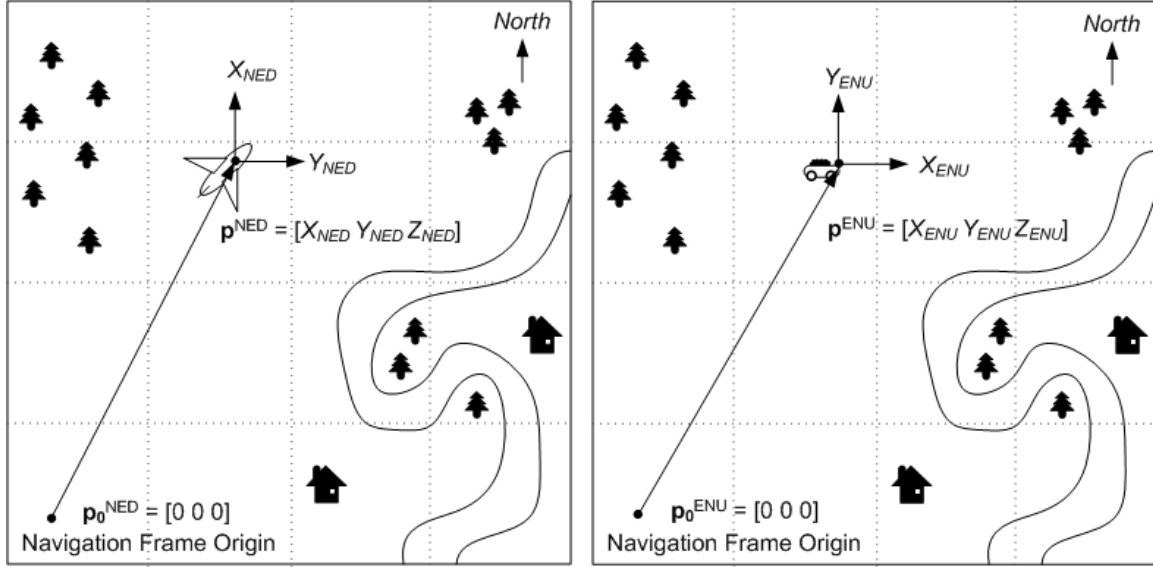 North
X_NED
Y_NED
p^NED = [X_NED Y_NED Z_NED]
p_0^NED = [0 0 0]
Navigation Frame Origin
North
Y_ENU
X_ENU
p^ENU = [X_ENU Y_ENU Z_ENU]
p_0^ENU = [0 0 0]
Navigation Frame Origin